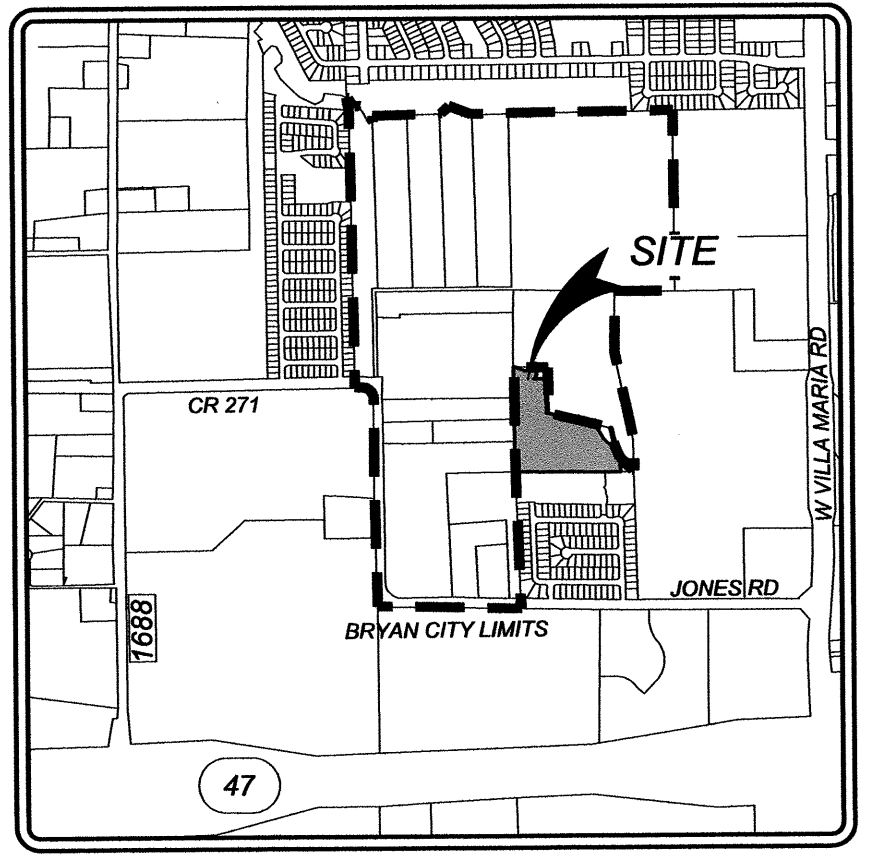 SITE
W VILLA MARIA RD
CR 271
JONES RD
BRYAN CITY LIMITS
1688
47